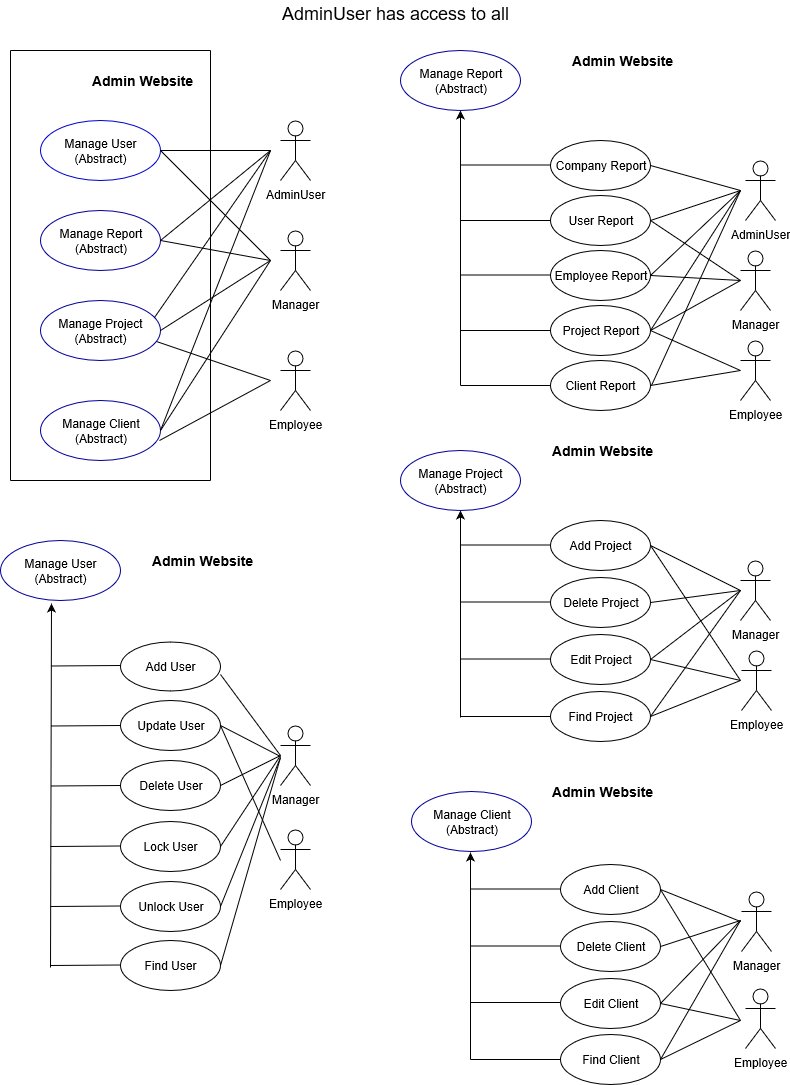 AdminUser has access to all
Admin Website
Manage User
(Abstract)
Manage Report
(Abstract)
Manage Project
(Abstract)
Manage Client
(Abstract)
AdminUser
Manager
Employee
Manage Report
(Abstract)
Admin Website
Company Report
User Report
Employee Report
Project Report
Client Report
AdminUser
Manager
Employee
Manage User
(Abstract)
Admin Website
Add User
Update User
Delete User
Lock User
Unlock User
Find User
Manager
Employee
Admin Website
Manage Project
(Abstract)
Add Project
Delete Project
Edit Project
Find Project
Manager
Employee
Admin Website
Manage Client
(Abstract)
Add Client
Delete Client
Edit Client
Find Client
Manager
Employee